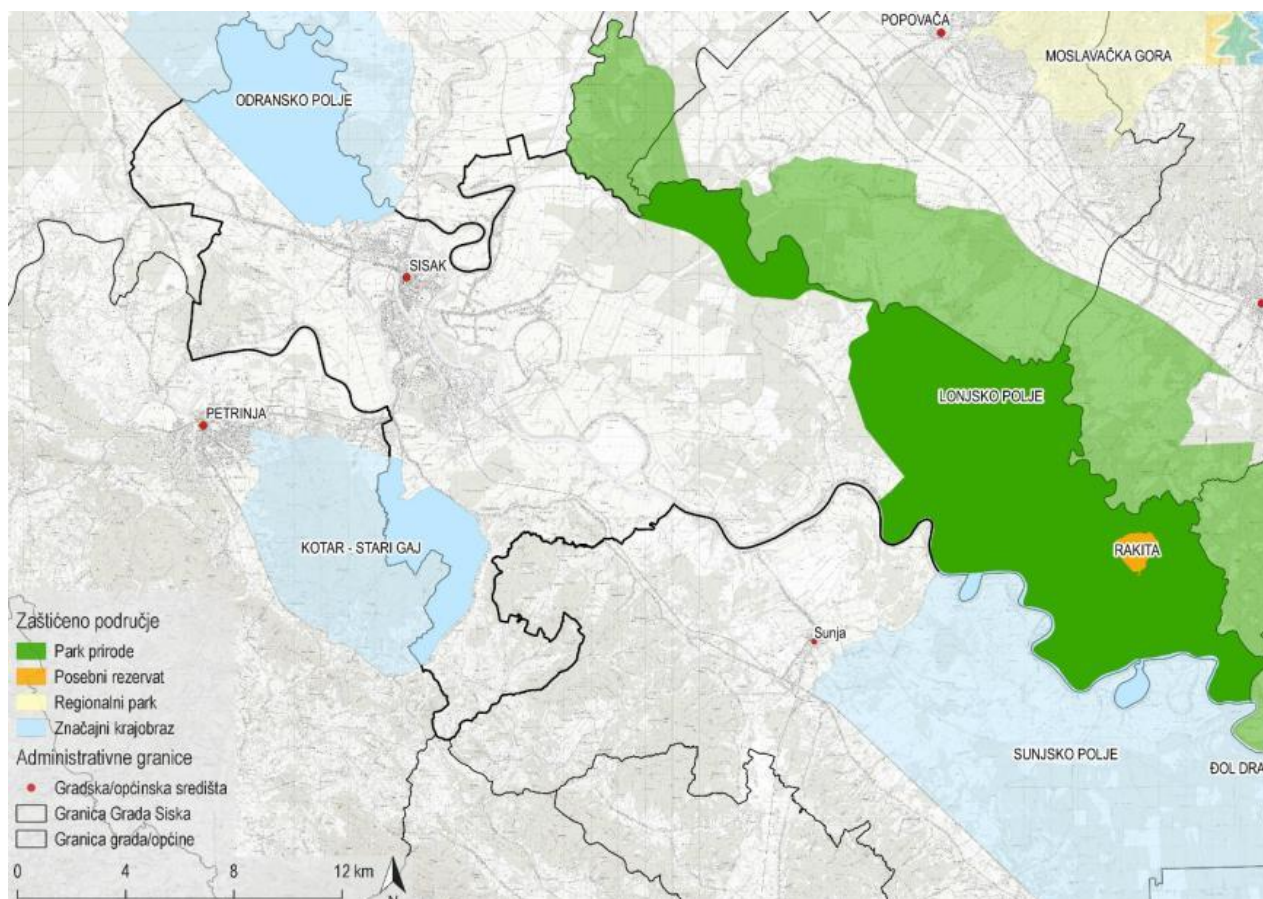 POPOVAČA
MOSLAVAČKA GORA
ODRANSKO POLJE
SISAK
LONJSKO POLJE
PETRINJA
KOTAR - STARI GAJ
RAKITA
Sunja
SUNJSKO POLJE
ĐOL DRA
Zaštićeno područje
Park prirode
Posebni rezervat
Regionalni park
Značajni krajobraz
Administrativne granice
Gradska/općinska središta
Granica Grada Siska
Granica grada/općine
0 4 8 12 km
N